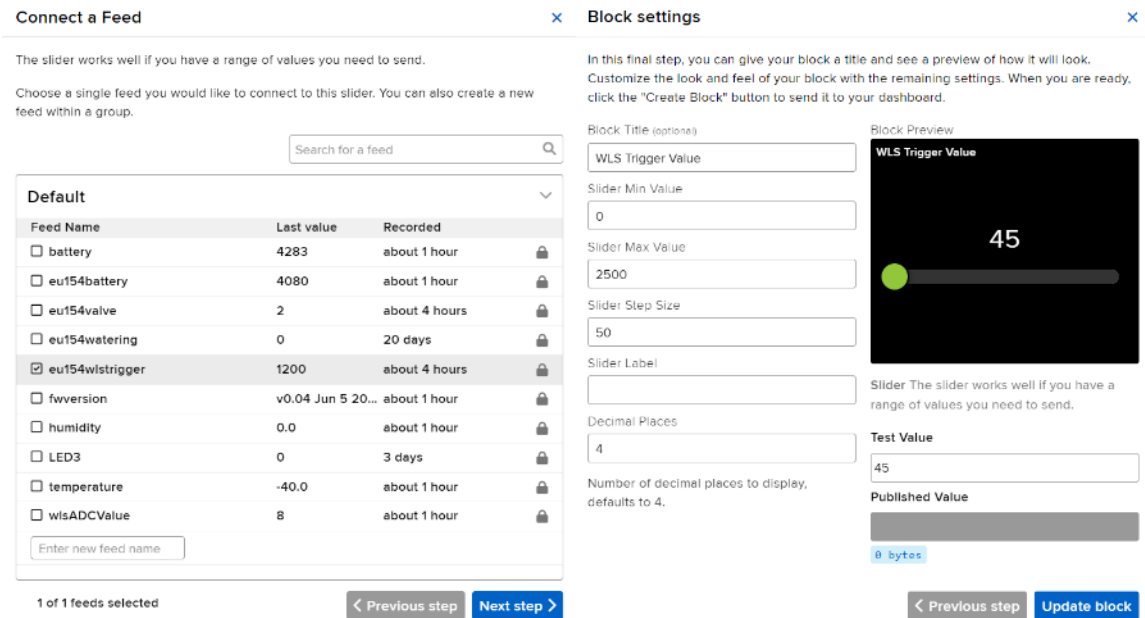 Connect a Feed
The slider works well if you have a range of values you need to send.
Choose a single feed you would like to connect to this slider. You can also create a new
feed within a group.
Search for a feed
Default
Feed Name Last value Recorded
battery 4283 about 1 hour
eu154battery 4080 about 1 hour
eu154valve 2 about 4 hours
eu154watering 0 20 days
eu154wlstrigger 1200 about 4 hours
fwversion v0.04 Jun 5 20... about 1 hour
humidity 0.0 about 1 hour
LED3 0 3 days
temperature -40.0 about 1 hour
wlsADCValue 8 about 1 hour
Enter new feed name
1 of 1 feeds selected
Previous step
Next step
Block settings
In this final step, you can give your block a title and see a preview of how it will look.
Customize the look and feel of your block with the remaining settings. When you are ready,
click the "Create Block" button to send it to your dashboard.
Block Title (optional)
WLS Trigger Value
Slider Min Value
0
Slider Max Value
2500
Slider Step Size
50
Slider Label
Decimal Places
4
Number of decimal places to display,
defaults to 4.
Block Preview
WLS Trigger Value
45
Slider The slider works well if you have a
range of values you need to send.
Test Value
45
Published Value
0 bytes
Previous step
Update block